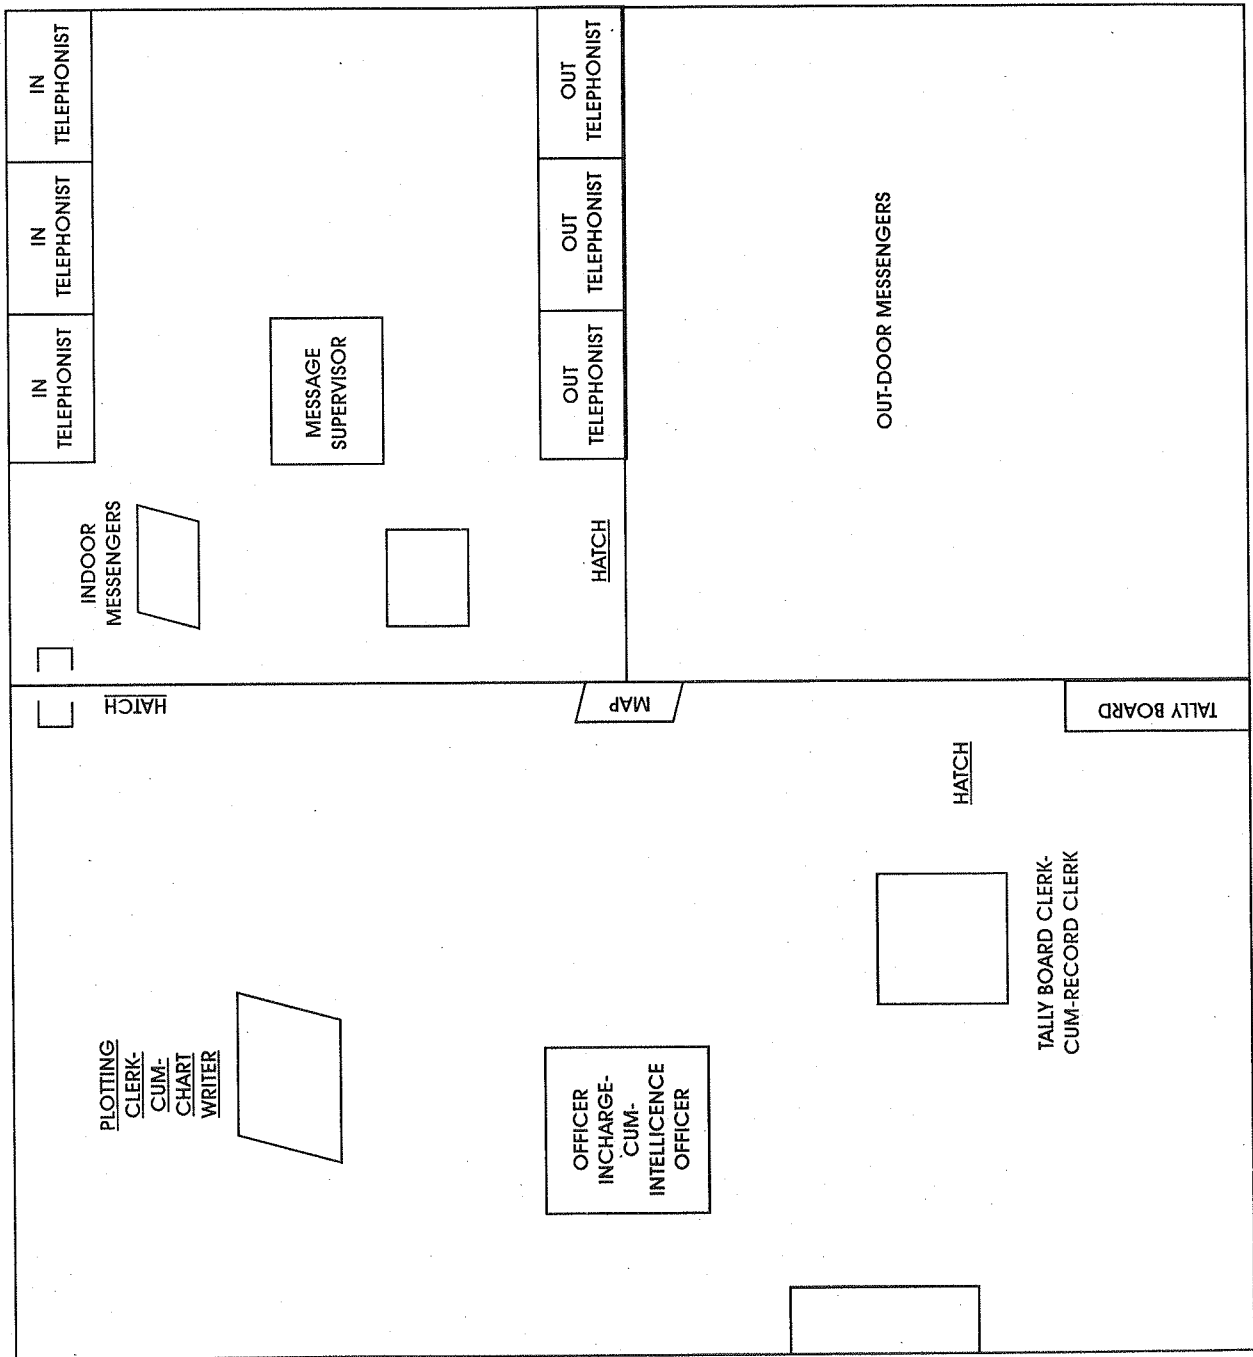 IN
TELEPHONIST
IN
TELEPHONIST
IN
TELEPHONIST
INDOOR
MESSENGERS
HATCH
PLOTTING
CLERK-
CUM-
CHART
WRITER
MESSAGE
SUPERVISOR
OUT
TELEPHONIST
OUT
TELEPHONIST
OUT
TELEPHONIST
HATCH
MAP
OFFICER
INCHARGE-
CUM-
INTELLICENCE
OFFICER
OUT-DOOR MESSENGERS
HATCH
TALLY BOARD CLERK-
CUM-RECORD CLERK
TALLY BOARD